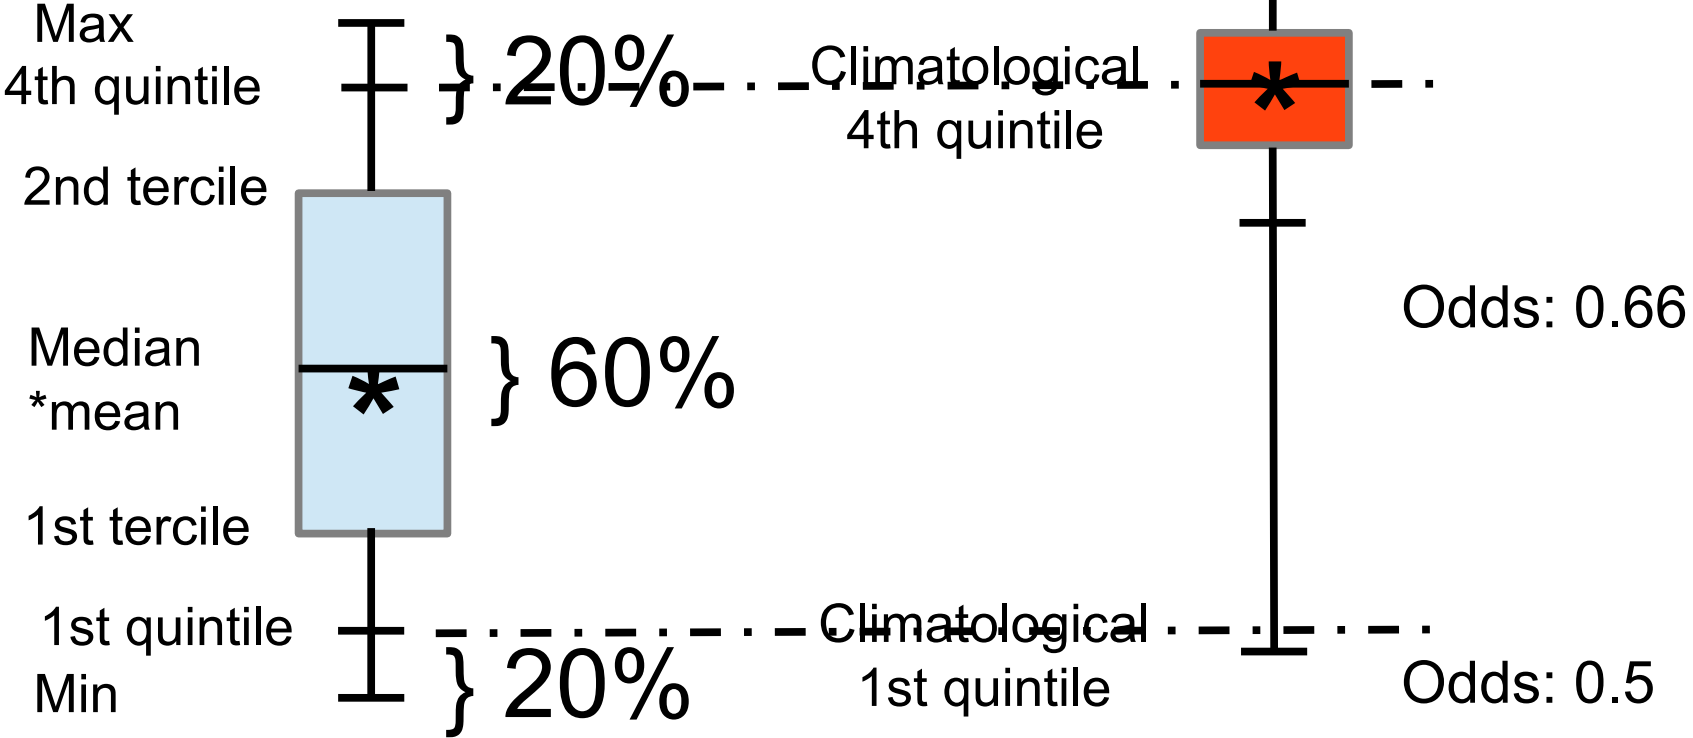 Max
4th quintile
2nd tercile
Median
*mean
1st tercile
1st quintile
Min
} 20%
} 60%
} 20%
Climatological
4th quintile
Climatological
1st quintile
*
*
Odds: 0.66
Odds: 0.5